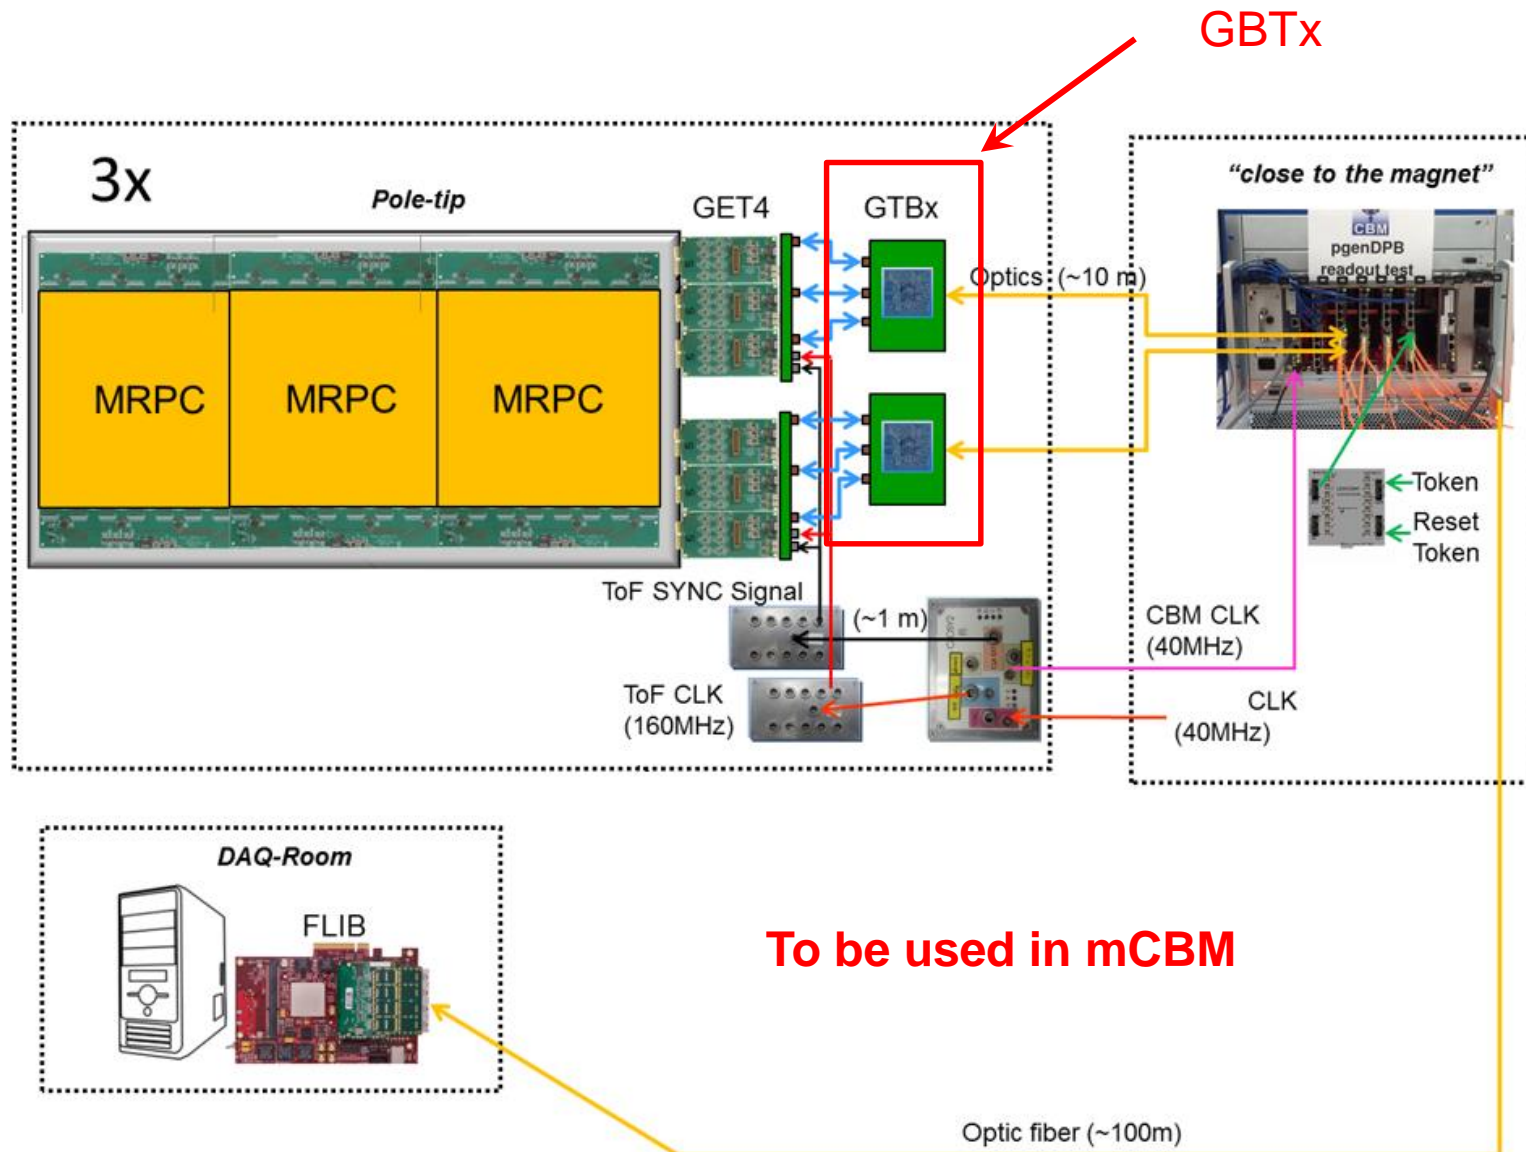 GBTx
3x
Pole-tip
GET4
GTBx
"close to the magnet"
CBM
pgenDPB
readout test
Optics (~10 m)
MRPC
MRPC
MRPC
Token
Reset
Token
ToF SYNC Signal
(~1 m)
CBM CLK
(40MHz)
ToF CLK
(160MHz)
CLK
(40MHz)
DAQ-Room
FLIB
To be used in mCBM
Optic fiber (~100m)